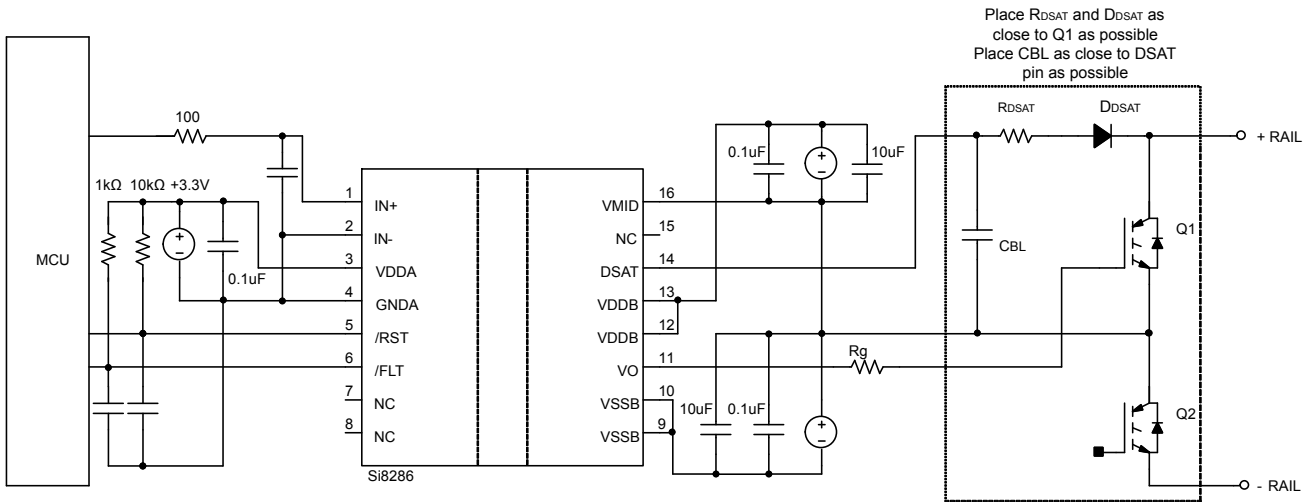 Place RDSAT and DDSAT as
close to Q1 as possible
Place CBL as close to DSAT
pin as possible
RDSAT
DDSAT
+ RAIL
100
0.1uF
+
−
10uF
1kΩ 10kΩ +3.3V
MCU
+
−
0.1uF
1
IN+
2
IN-
3
VDDA
4
GNDA
5
/RST
6
/FLT
7
NC
8
NC
VMID
16
NC
15
DSAT
14
VDDB
13
VDDB
12
VO
11
VSSB
10
VSSB
9
Si8286
CBL
Q1
Rg
10uF
0.1uF
+
−
Q2
- RAIL